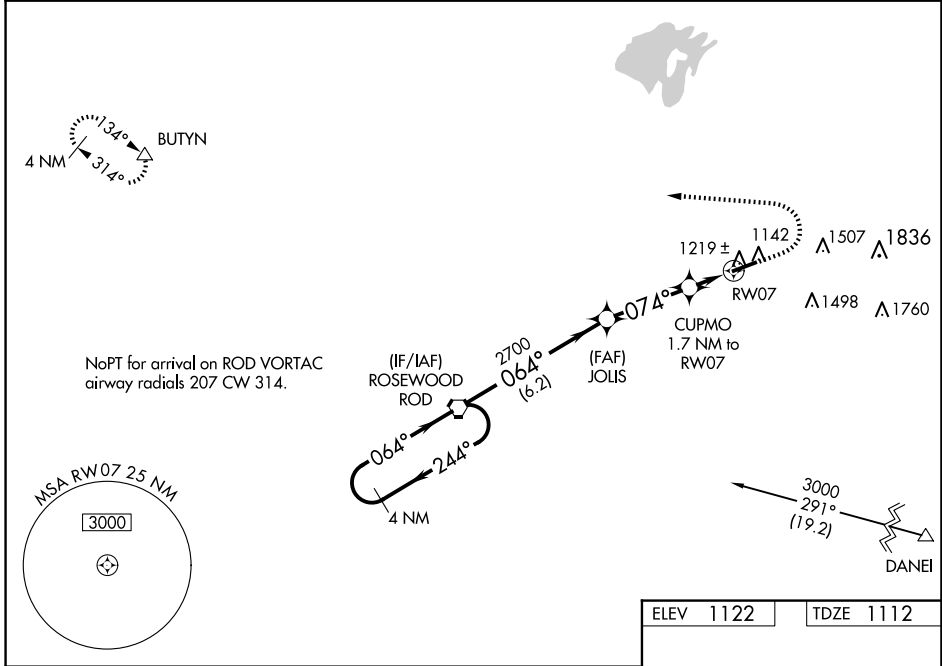 134°
BUTYN
4 NM
314°
1142
1507
1836
1219 ±
RW07
1498
1760
074°
CUPMO
1.7 NM to
RW07
2700
064°
(6.2)
(FAF)
JOLIS
NoPT for arrival on ROD VORTAC
airway radials 207 CW 314.
(IF/IAF)
ROSEWOOD
ROD
064°
244°
4 NM
MSA RW07 25 NM
3000
3000
291°
(19.2)
DANEI
ELEV 1122
TDZE 1112